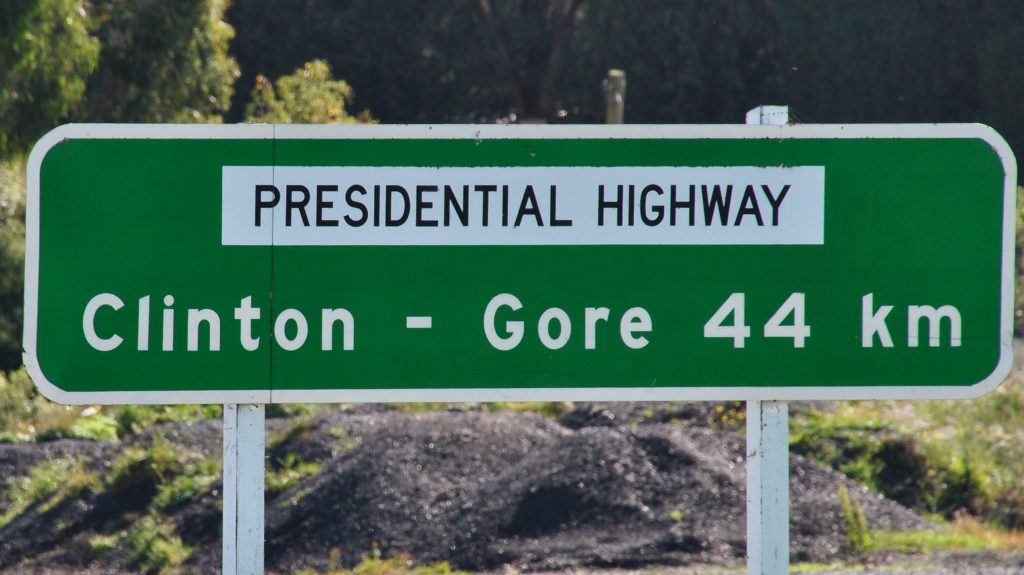 PRESIDENTIAL HIGHWAY
Clinton - Gore 44 km